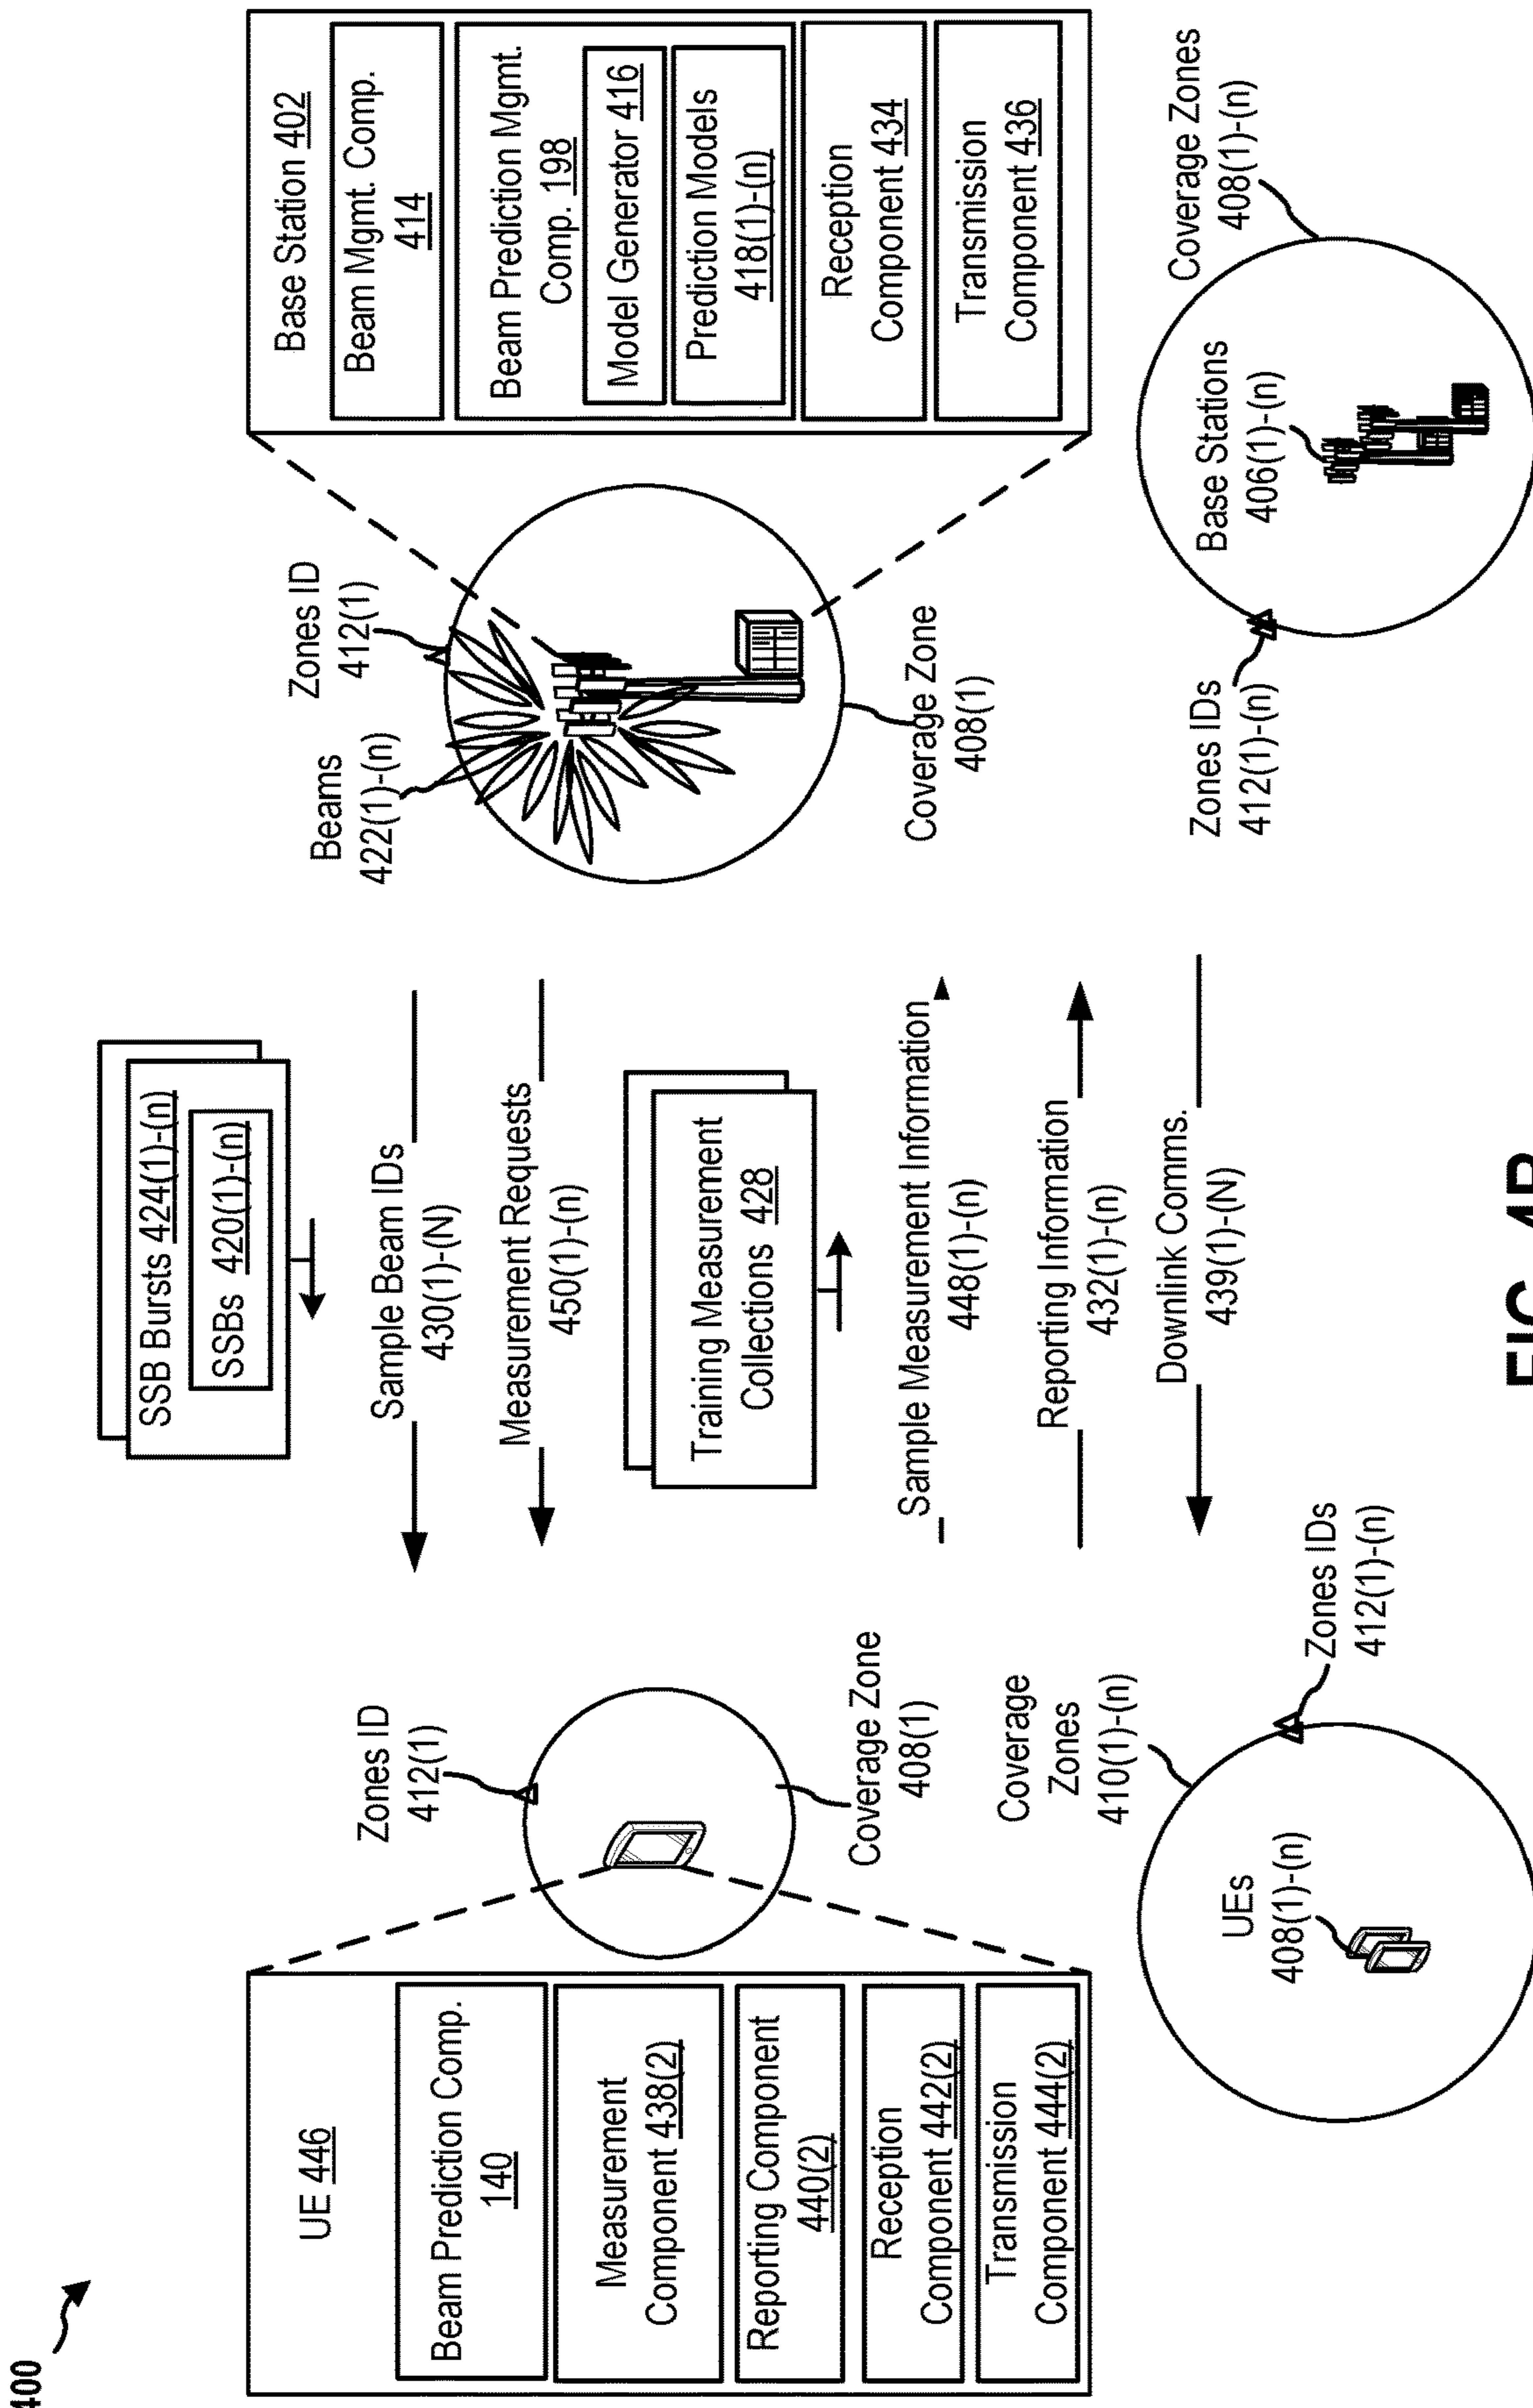 400
UE 446
Beam Prediction Comp.
140
Measurement
Component 438(2)
Reporting Component
440(2)
Reception
Component 442(2)
Transmission
Component 444(2)
Zones ID
412(1)
Coverage Zone
408(1)
Coverage
Zones
410(1)-(n)
UEs
408(1)-(n)
Zones IDs
412(1)-(n)
SSB Bursts 424(1)-(n)
SSBs 420(1)-(n)
Sample Beam IDs
430(1)-(N)
Measurement Requests
450(1)-(n)
Training Measurement
Collections 428
Sample Measurement Information
448(1)-(n)
Reporting Information
432(1)-(n)
Downlink Comms.
439(1)-(N)
Beams
422(1)-(n)
Zones ID
412(1)
Coverage Zone
408(1)
Base Station 402
Beam Mgmt. Comp.
414
Beam Prediction Mgmt.
Comp. 198
Model Generator 416
Prediction Models
418(1)-(n)
Reception
Component 434
Transmission
Component 436
Zones IDs
412(1)-(n)
Base Stations
406(1)-(n)
Coverage Zones
408(1)-(n)
FIG. 4B